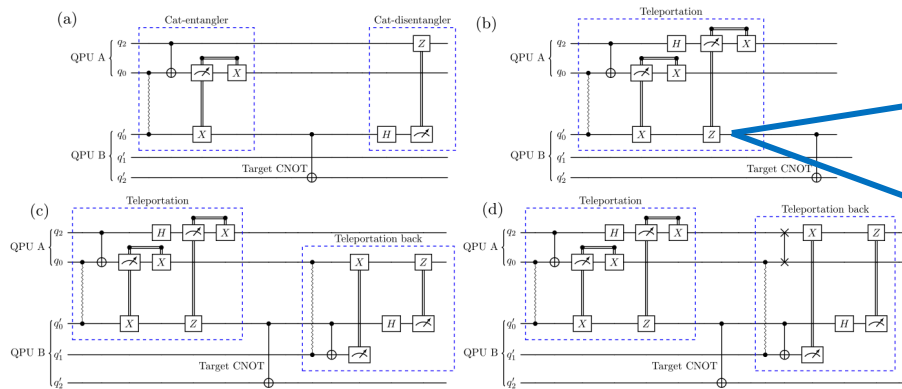 (a)
Cat-entangler
Cat-disentangler
QPU A
q₂
q₀
Z
X
X
QPU B
q′₀
q′₁
q′₂
H
Target CNOT
(b)
Teleportation
QPU A
q₂
q₀
H
X
X
QPU B
q′₀
q′₁
q′₂
X
Z
Target CNOT
(c)
Teleportation
Teleportation back
QPU A
q₂
q₀
H
X
X
X
Z
QPU B
q′₀
q′₁
q′₂
X
Z
H
Target CNOT
(d)
Teleportation
Teleportation back
QPU A
q₂
q₀
H
X
X
X
Z
QPU B
q′₀
q′₁
q′₂
X
Z
H
Target CNOT